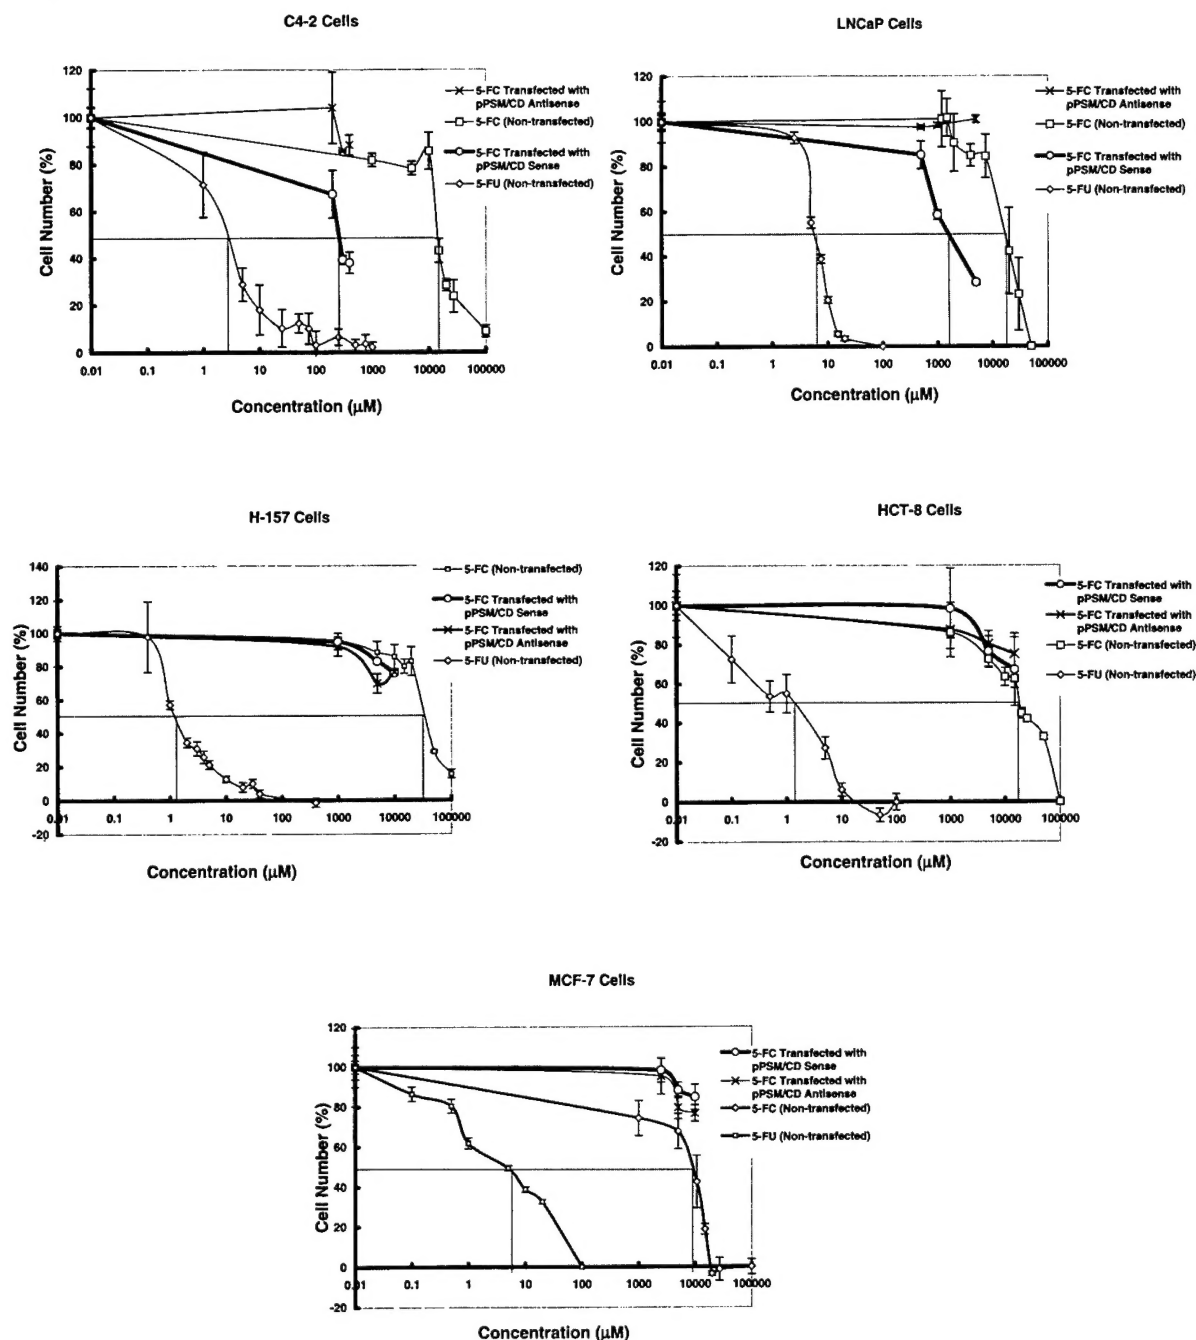 C4-2 Cells
120
100
80
60
40
20
0
0.01
0.1
1
10
100
1000
10000
100000
Cell Number (%)
Concentration (µM)
5-FC Transfected with
pPSM/CD Antisense
5-FC (Non-transfected)
5-FC Transfected with
pPSM/CD Sense
5-FU (Non-transfected)
LNCaP Cells
120
100
80
60
40
20
0
0.01
0.1
1
10
100
1000
10000
100000
Cell Number (%)
Concentration (µM)
5-FC Transfected with
pPSM/CD Antisense
5-FC (Non-transfected)
5-FC Transfected with
pPSM/CD Sense
5-FU (Non-transfected)
H-157 Cells
140
120
100
80
60
40
20
0
-20
0.01
0.1
1
10
100
1000
10000
100000
Cell Number (%)
Concentration (µM)
5-FC (Non-transfected)
5-FC Transfected with
pPSM/CD Sense
5-FC Transfected with
pPSM/CD Antisense
5-FU (Non-transfected)
HCT-8 Cells
120
100
80
60
40
20
0
-20
0.01
0.1
1
10
100
1000
10000
100000
Cell Number (%)
Concentration (µM)
5-FC Transfected with
pPSM/CD Sense
5-FC Transfected with
pPSM/CD Antisense
5-FC (Non-transfected)
5-FU (Non-transfected)
MCF-7 Cells
120
100
80
60
40
20
0
-20
0.01
0.1
1
10
100
1000
10000
100000
Cell Number (%)
Concentration (µM)
5-FC Transfected with
pPSM/CD Sense
5-FC Transfected with
pPSM/CD Antisense
5-FC (Non-transfected)
5-FU (Non-transfected)